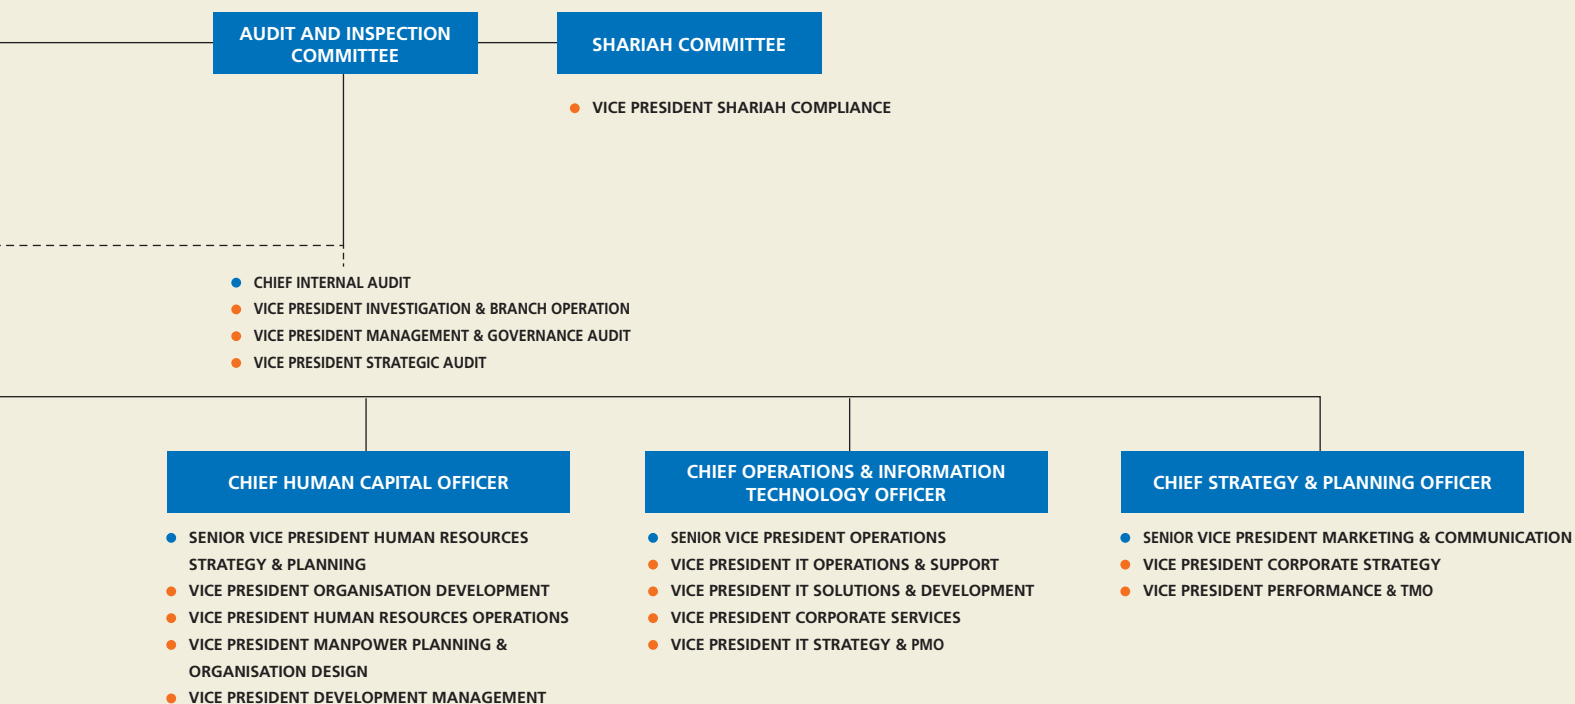 AUDIT AND INSPECTION
COMMITTEE
SHARIAH COMMITTEE
VICE PRESIDENT SHARIAH COMPLIANCE
CHIEF INTERNAL AUDIT
VICE PRESIDENT INVESTIGATION & BRANCH OPERATION
VICE PRESIDENT MANAGEMENT & GOVERNANCE AUDIT
VICE PRESIDENT STRATEGIC AUDIT
CHIEF HUMAN CAPITAL OFFICER
SENIOR VICE PRESIDENT HUMAN RESOURCES
STRATEGY & PLANNING
VICE PRESIDENT ORGANISATION DEVELOPMENT
VICE PRESIDENT HUMAN RESOURCES OPERATIONS
VICE PRESIDENT MANPOWER PLANNING &
ORGANISATION DESIGN
VICE PRESIDENT DEVELOPMENT MANAGEMENT
CHIEF OPERATIONS & INFORMATION
TECHNOLOGY OFFICER
SENIOR VICE PRESIDENT OPERATIONS
VICE PRESIDENT IT OPERATIONS & SUPPORT
VICE PRESIDENT IT SOLUTIONS & DEVELOPMENT
VICE PRESIDENT CORPORATE SERVICES
VICE PRESIDENT IT STRATEGY & PMO
CHIEF STRATEGY & PLANNING OFFICER
SENIOR VICE PRESIDENT MARKETING & COMMUNICATION
VICE PRESIDENT CORPORATE STRATEGY
VICE PRESIDENT PERFORMANCE & TMO